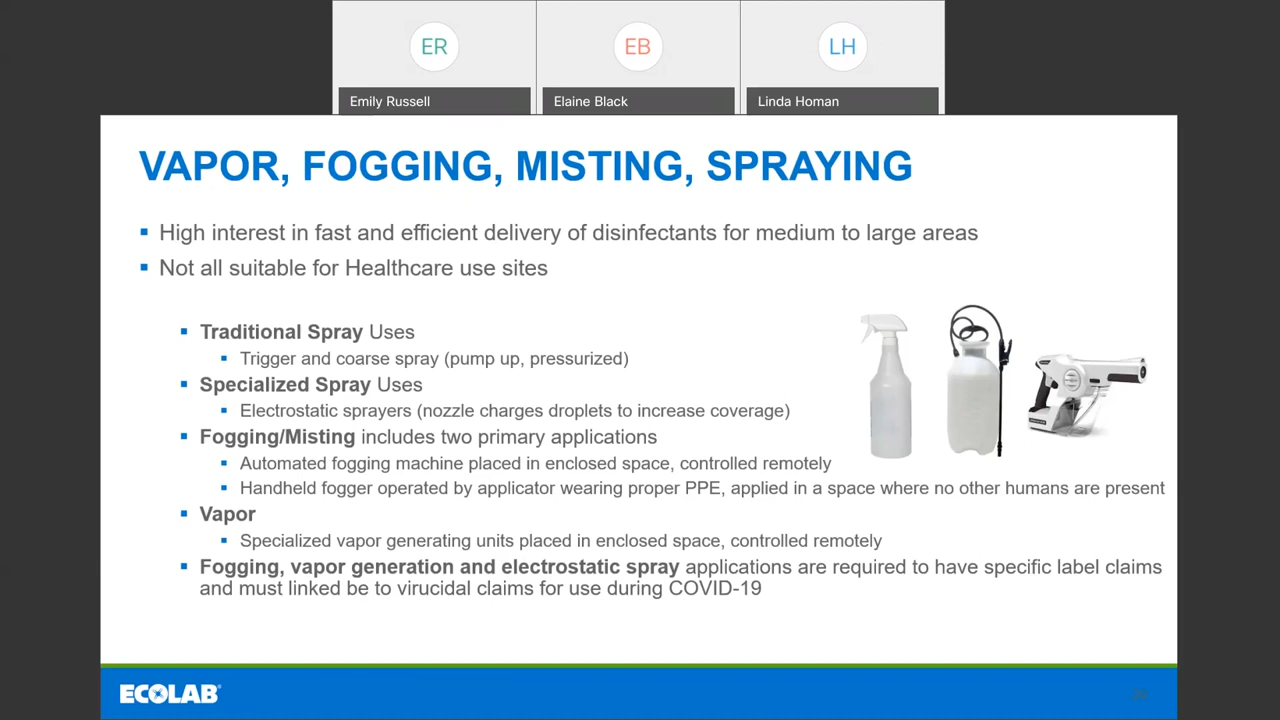 ER
EB
LH
Emily Russell
Elaine Black
Linda Homan
VAPOR, FOGGING, MISTING, SPRAYING
High interest in fast and efficient delivery of disinfectants for medium to large areas
Not all suitable for Healthcare use sites
Traditional Spray Uses
Trigger and coarse spray (pump up, pressurized)
Specialized Spray Uses
Electrostatic sprayers (nozzle charges droplets to increase coverage)
Fogging/Misting includes two primary applications
Automated fogging machine placed in enclosed space, controlled remotely
Handheld fogger operated by applicator wearing proper PPE, applied in a space where no other humans are present
Vapor
Specialized vapor generating units placed in enclosed space, controlled remotely
Fogging, vapor generation and electrostatic spray applications are required to have specific label claims
and must linked be to virucidal claims for use during COVID-19
ECOLAB®